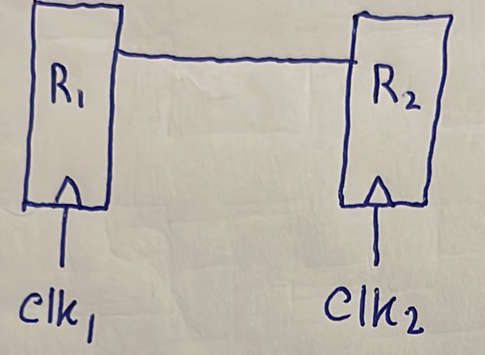 R₁ R₂
Clk₁ Clk₂